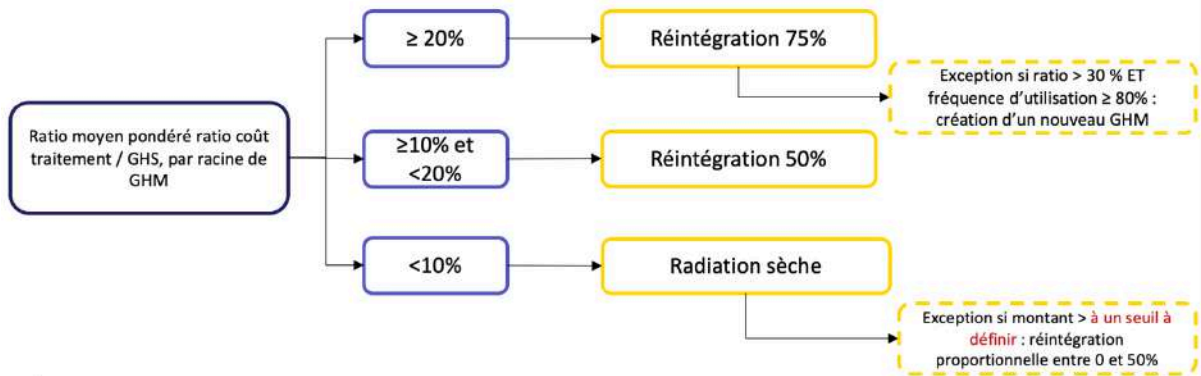 ≥ 20%
Réintégration 75%
Exception si ratio > 30 % ET
fréquence d'utilisation ≥ 80% :
création d'un nouveau GHM
Ratio moyen pondéré ratio coût
traitement / GHS, par racine de
GHM
≥10% et
<20%
Réintégration 50%
<10%
Radiation sèche
Exception si montant > à un seuil à
définir : réintégration
proportionnelle entre 0 et 50%